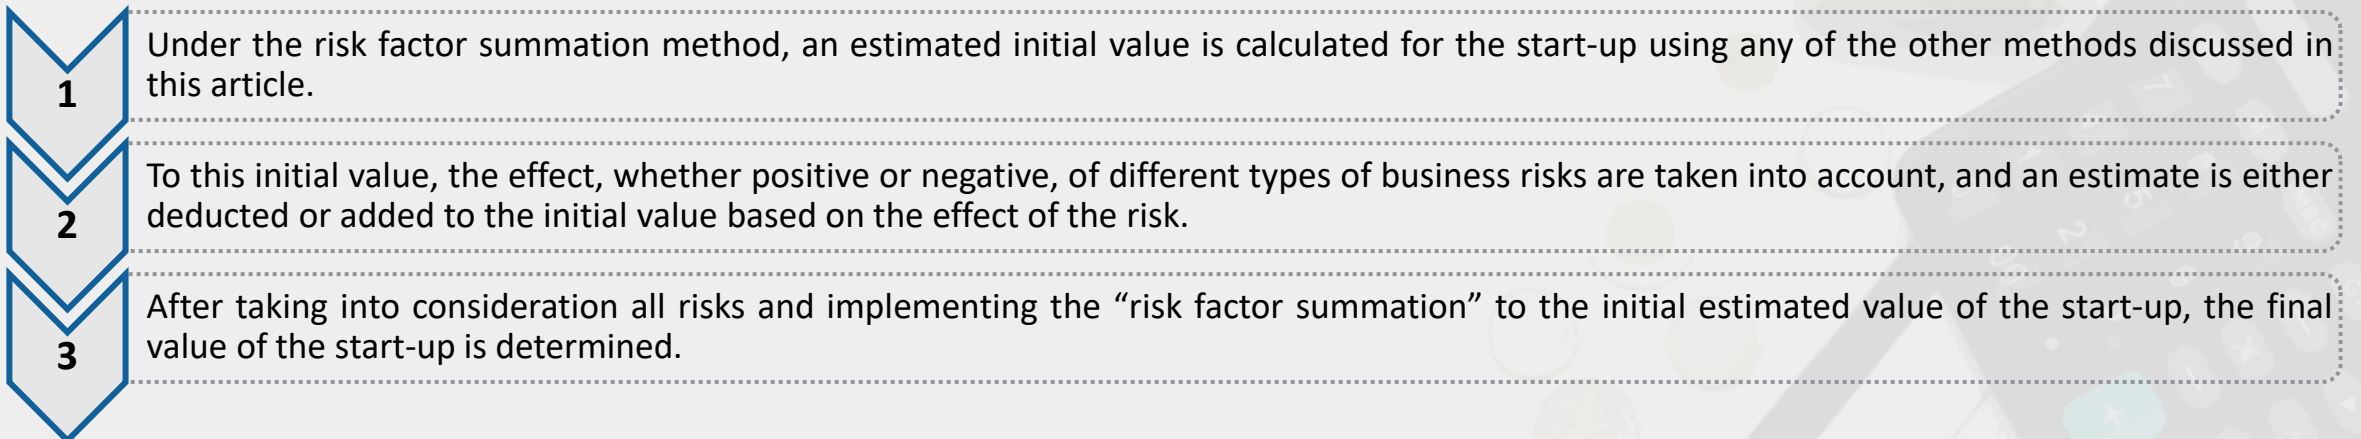 1
Under the risk factor summation method, an estimated initial value is calculated for the start-up using any of the other methods discussed in
this article.
2
To this initial value, the effect, whether positive or negative, of different types of business risks are taken into account, and an estimate is either
deducted or added to the initial value based on the effect of the risk.
3
After taking into consideration all risks and implementing the “risk factor summation” to the initial estimated value of the start-up, the final
value of the start-up is determined.